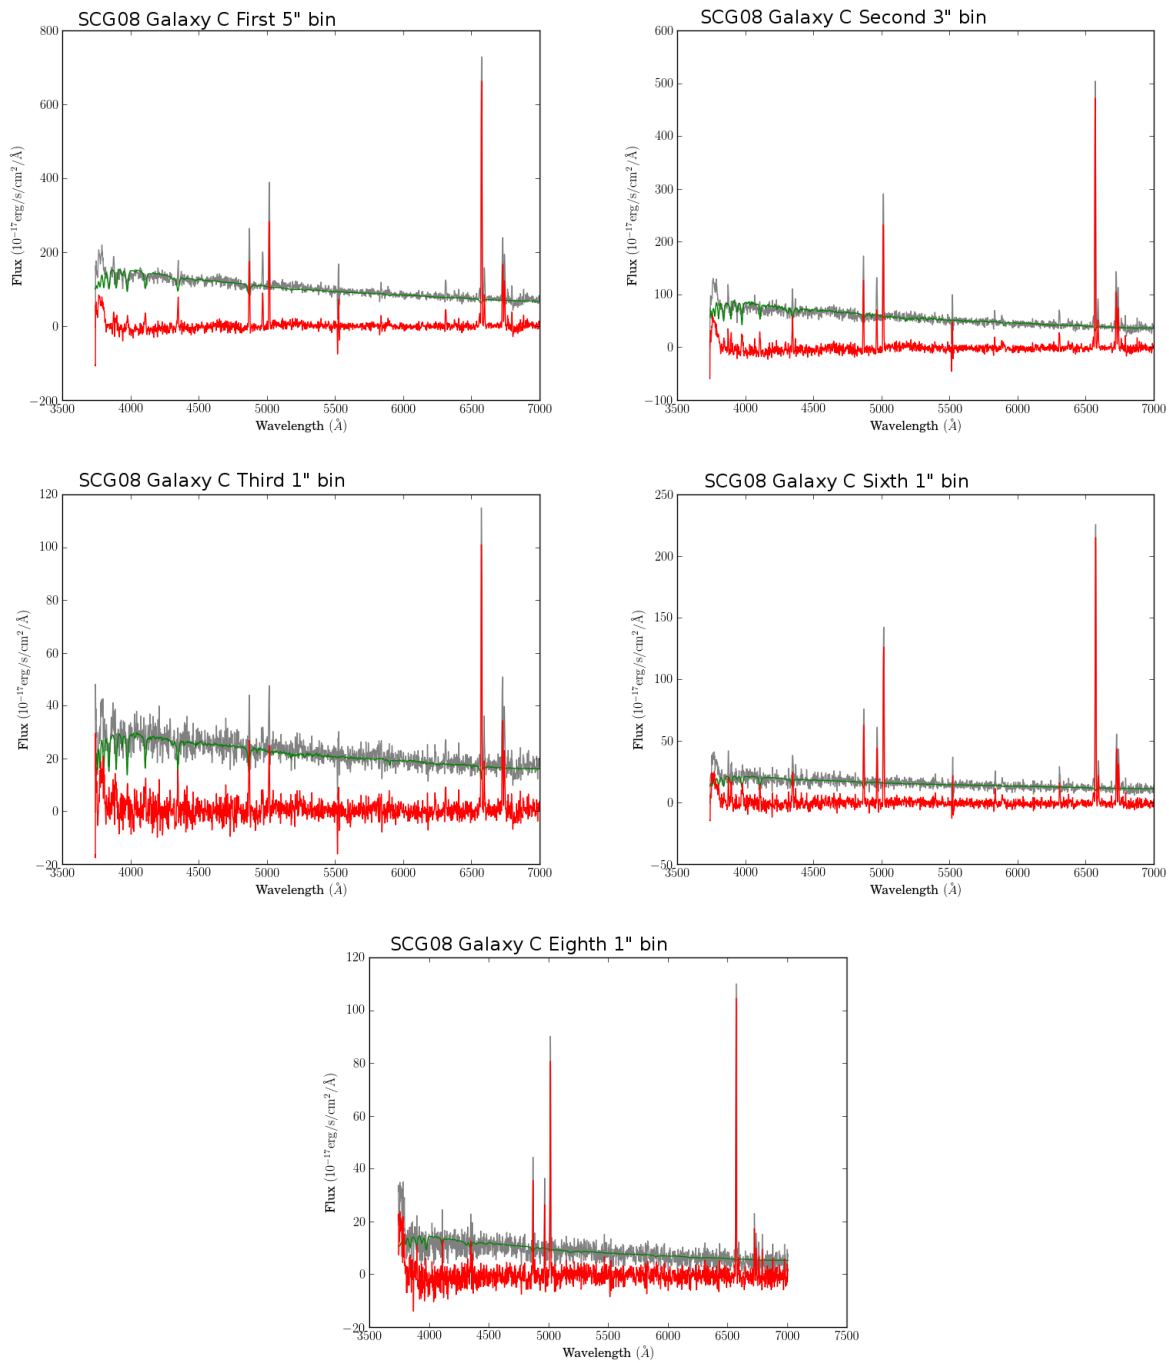 SCG08 Galaxy C First 5" bin
800
600
400
200
0
−200
3500 4000 4500 5000 5500 6000 6500 7000
Flux (10⁻¹⁷erg/s/cm²/Å)
Wavelength (Å)
SCG08 Galaxy C Second 3" bin
600
500
400
300
200
100
0
−100
3500 4000 4500 5000 5500 6000 6500 7000
Flux (10⁻¹⁷erg/s/cm²/Å)
Wavelength (Å)
SCG08 Galaxy C Third 1" bin
120
100
80
60
40
20
0
−20
3500 4000 4500 5000 5500 6000 6500 7000
Flux (10⁻¹⁷erg/s/cm²/Å)
Wavelength (Å)
SCG08 Galaxy C Sixth 1" bin
250
200
150
100
50
0
−50
3500 4000 4500 5000 5500 6000 6500 7000
Flux (10⁻¹⁷erg/s/cm²/Å)
Wavelength (Å)
SCG08 Galaxy C Eighth 1" bin
120
100
80
60
40
20
0
−20
3500 4000 4500 5000 5500 6000 6500 7000 7500
Flux (10⁻¹⁷erg/s/cm²/Å)
Wavelength (Å)